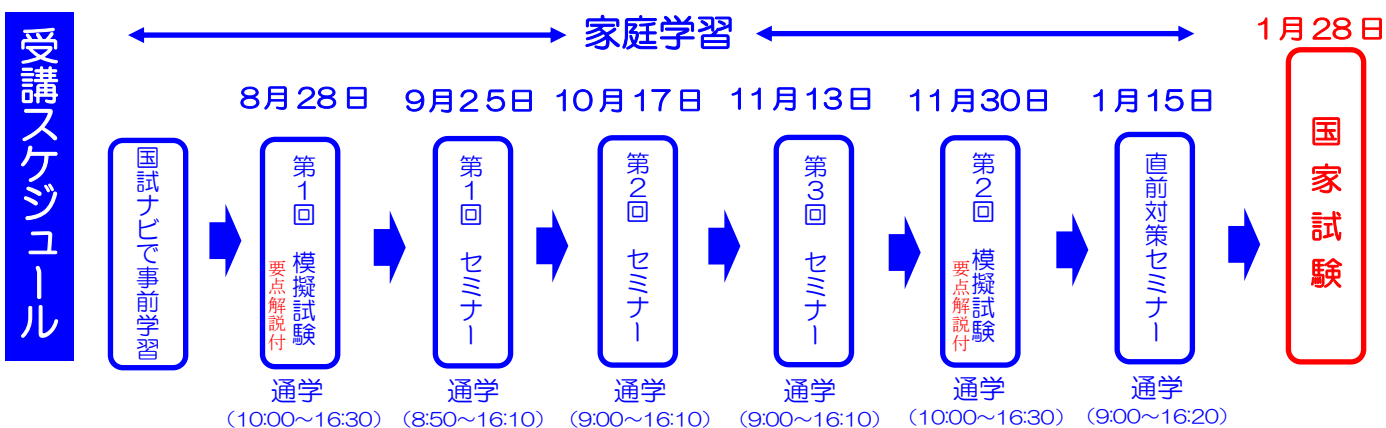 受講スケジュール
家庭学習
1月28日
8月28日
9月25日
10月17日
11月13日
11月30日
1月15日
国試ナビで事前学習
第1回 模擬試験
要点解説付
第1回 セミナー
第2回 セミナー
第3回 セミナー
第2回 模擬試験
要点解説付
直前対策セミナー
国家試験
通学
(10:00～16:30)
通学
(8:50～16:10)
通学
(9:00～16:10)
通学
(9:00～16:10)
通学
(10:00～16:30)
通学
(9:00～16:20)